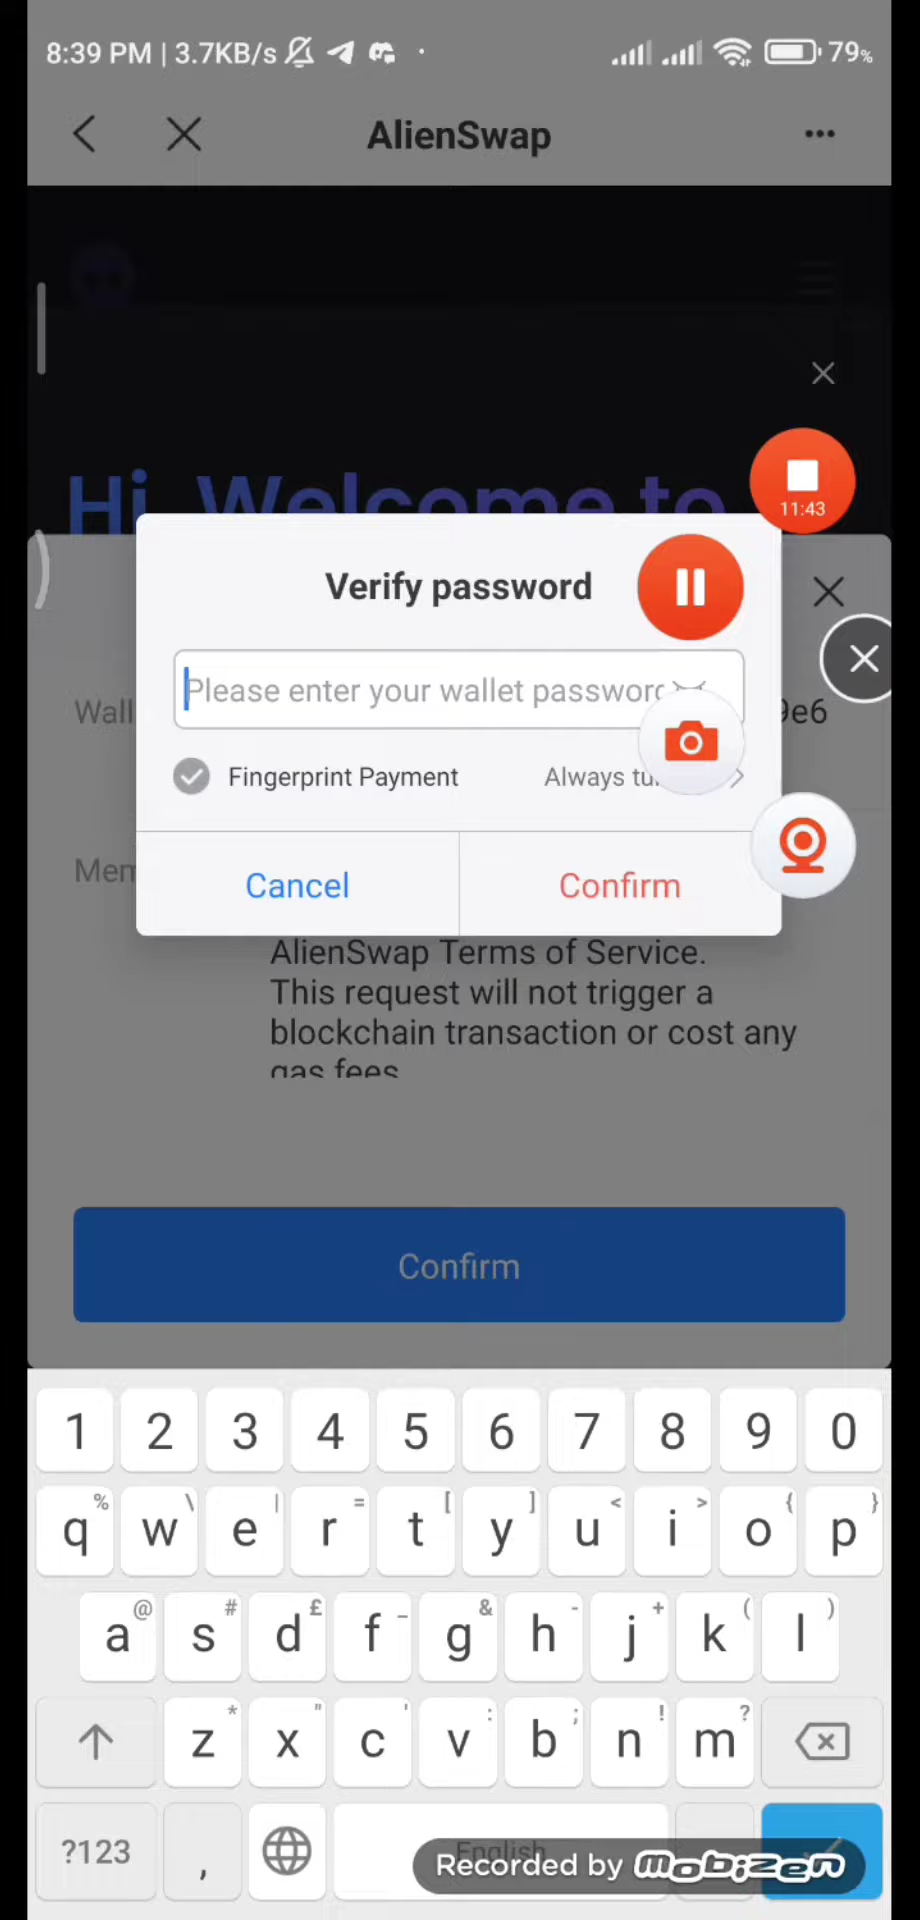 8:39 PM | 3.7KB/s
79%
AlienSwap
Hi, Welcome to
11:43
Verify password
Please enter your wallet password
Wall
9e6
Fingerprint Payment
Always tu
Mem
Cancel
Confirm
AlienSwap Terms of Service.
This request will not trigger a
blockchain transaction or cost any
gas fees
Confirm
1 2 3 4 5 6 7 8 9 0
% \ | = [ ] < > { }
q w e r t y u i o p
@ # £ _ & - + ( )
a s d f g h j k l
* " ' : ; ! ?
z x c v b n m
?123 , English
Recorded by mobizen